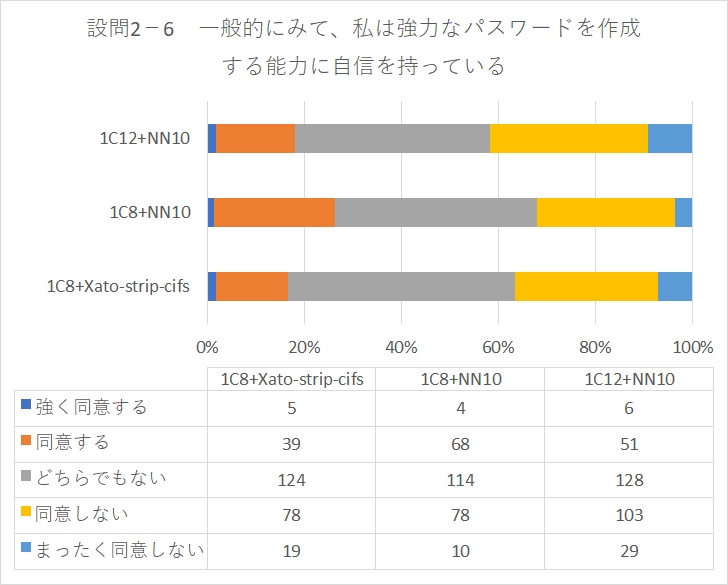 設問2－6　一般的にみて、私は強力なパスワードを作成
する能力に自信を持っている
1C12+NN10
1C8+NN10
1C8+Xato-strip-cifs
0% 20% 40% 60% 80% 100%
1C8+Xato-strip-cifs 1C8+NN10 1C12+NN10
強く同意する 5 4 6
同意する 39 68 51
どちらでもない 124 114 128
同意しない 78 78 103
まったく同意しない 19 10 29